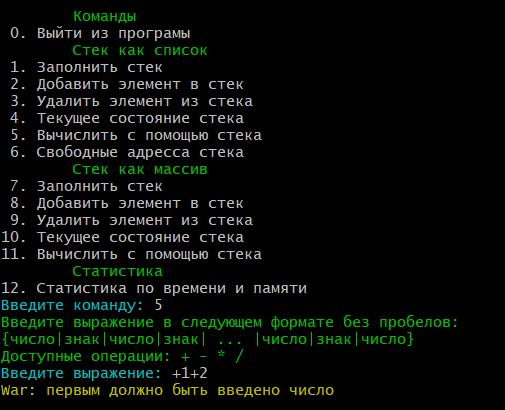 Команды
0. Выйти из програмы
Стек как список
1. Заполнить стек
2. Добавить элемент в стек
3. Удалить элемент из стека
4. Текущее состояние стека
5. Вычислить с помощью стека
6. Свободные адресса стека
Стек как массив
7. Заполнить стек
8. Добавить элемент в стек
9. Удалить элемент из стека
10. Текущее состояние стека
11. Вычислить с помощью стека
Статистика
12. Статистика по времени и памяти
Введите команду: 5
Введите выражение в следующем формате без пробелов:
{число|знак|число|знак| ... |число|знак|число}
Доступные операции: + - * /
Введите выражение: +1+2
War: первым должно быть введено число